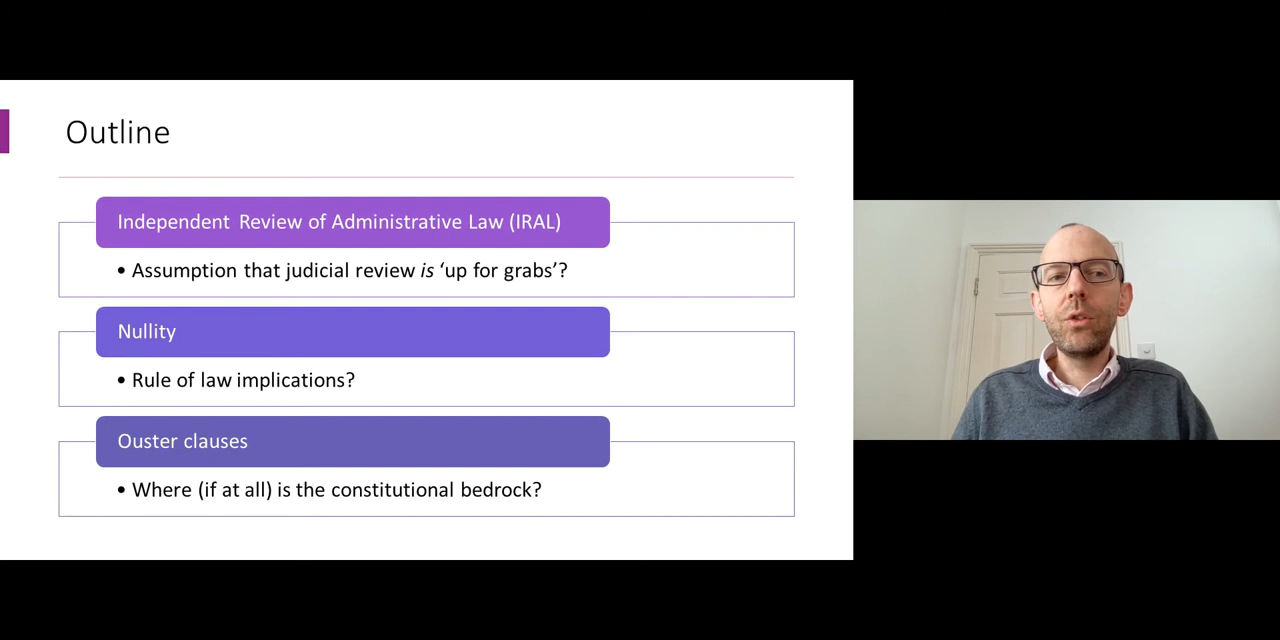 Outline
Independent Review of Administrative Law (IRAL)
• Assumption that judicial review is ‘up for grabs’?
Nullity
• Rule of law implications?
Ouster clauses
• Where (if at all) is the constitutional bedrock?